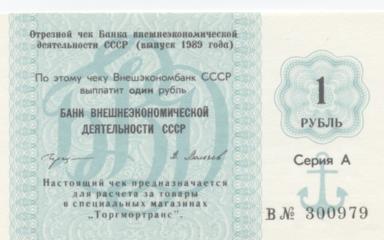 Отрезной чек Банка внешнеэкономической
деятельности СССР (выпуск 1989 года)
По этому чеку Внешэкономбанк СССР
выплатит один рубль
БАНК ВНЕШНЕЭКОНОМИЧЕСКОЙ
ДЕЯТЕЛЬНОСТИ СССР
Настоящий чек предназначается
для расчета за товары
в специальных магазинах
„Торгмортранс".
1
РУБЛЬ
Серия А
В № 300979